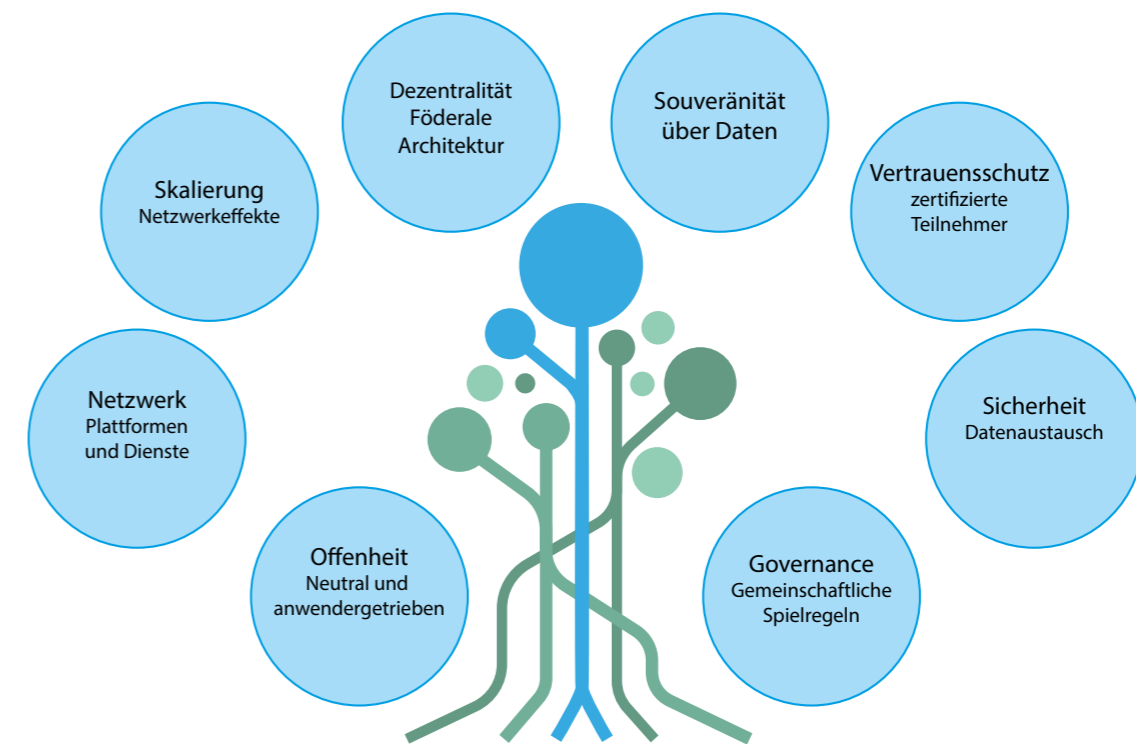 Dezentralität
Föderale
Architektur
Souveränität
über Daten
Skalierung
Netzwerkeffekte
Vertrauensschutz
zertifizierte
Teilnehmer
Netzwerk
Plattformen
und Dienste
Sicherheit
Datenaustausch
Offenheit
Neutral und
anwendergetrieben
Governance
Gemeinschaftliche
Spielregeln